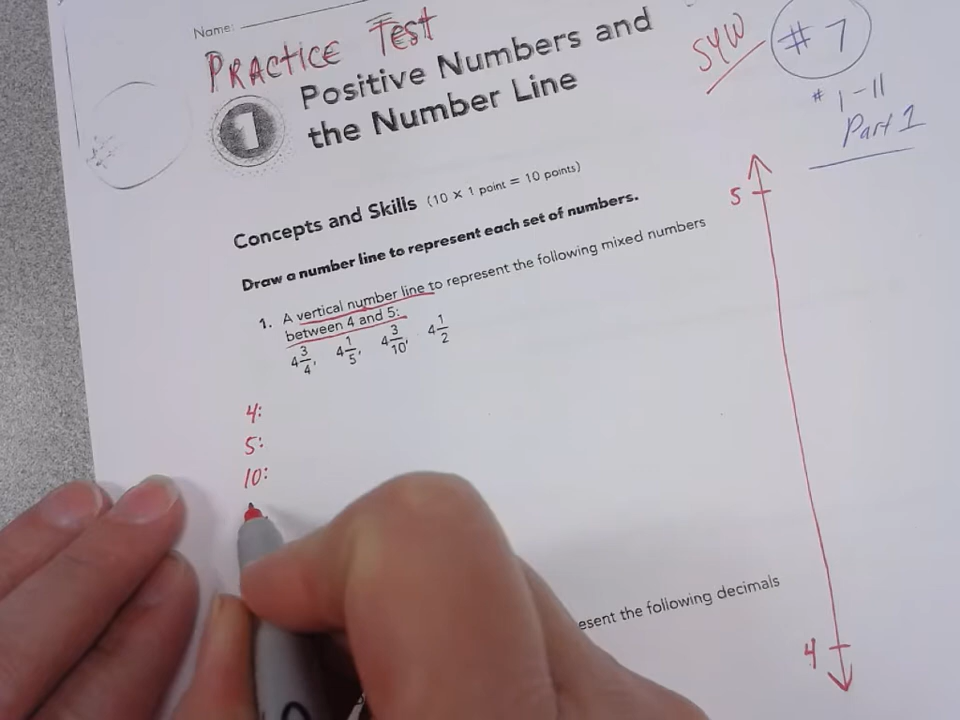 Name:
PRACTICE TEST
SYW
# 7
# 1-11
Part 1
1
Positive Numbers and
the Number Line
Concepts and Skills (10 × 1 point = 10 points)
Draw a number line to represent each set of numbers.
1. A vertical number line to represent the following mixed numbers
between 4 and 5:
4 3/4, 4 1/5, 4 3/10, 4 1/2
5
4:
5:
10:
esent the following decimals
4